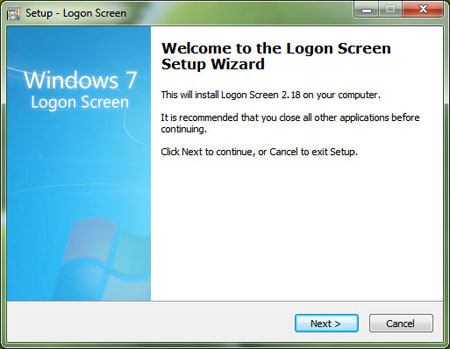 Setup - Logon Screen
Windows 7
Logon Screen
Welcome to the Logon Screen
Setup Wizard
This will install Logon Screen 2.18 on your computer.
It is recommended that you close all other applications before
continuing.
Click Next to continue, or Cancel to exit Setup.
Next >
Cancel